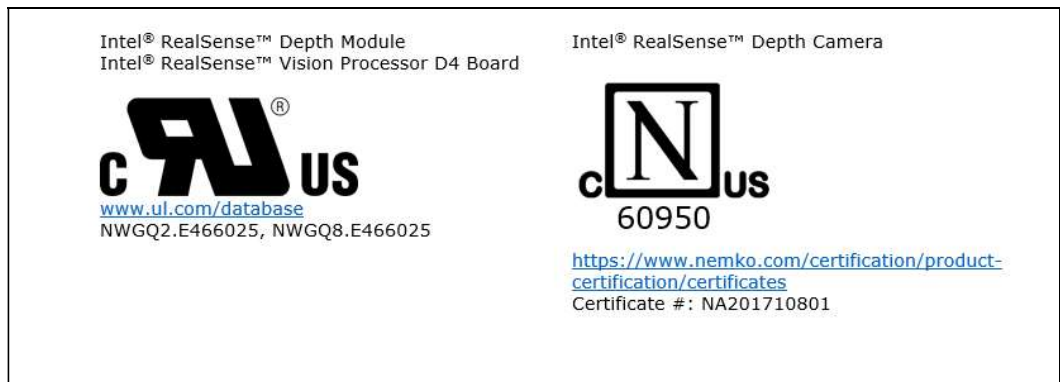 Intel® RealSense™ Depth Module
Intel® RealSense™ Vision Processor D4 Board
c RU ® US
www.ul.com/database
NWGQ2.E466025, NWGQ8.E466025
Intel® RealSense™ Depth Camera
c N us
60950
https://www.nemko.com/certification/product-
certification/certificates
Certificate #: NA201710801